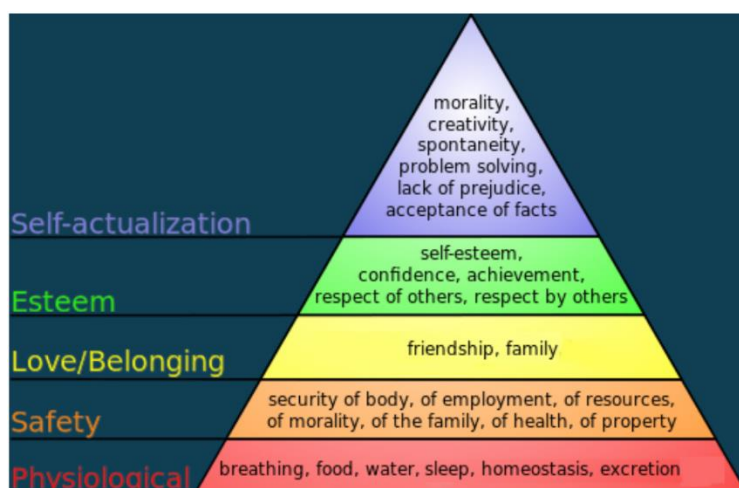 morality,
creativity,
spontaneity,
problem solving,
lack of prejudice,
acceptance of facts
Self-actualization
self-esteem,
confidence, achievement,
respect of others, respect by others
Esteem
friendship, family
Love/Belonging
security of body, of employment, of resources,
of morality, of the family, of health, of property
Safety
breathing, food, water, sleep, homeostasis, excretion
Physiological